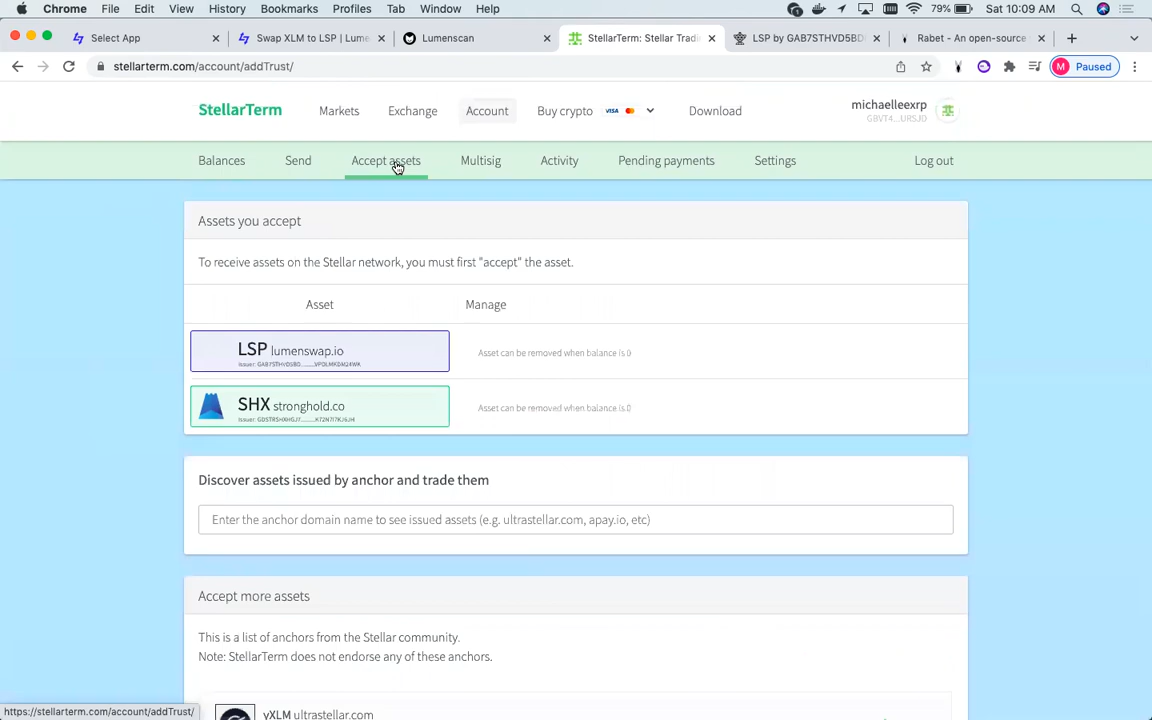 Chrome File Edit View History Bookmarks Profiles Tab Window Help 79% Sat 10:09 AM
Select App Swap XLM to LSP | Lumen Lumenscan StellarTerm: Stellar Trad LSP by GAB7STHVD5BD Rabet - An open-source
stellarterm.com/account/addTrust/ M Paused
StellarTerm Markets Exchange Account Buy crypto VISA Download michaelleexrp
GBVT4...URSJD
Balances Send Accept assets Multisig Activity Pending payments Settings Log out
Assets you accept
To receive assets on the Stellar network, you must first "accept" the asset.
Asset Manage
LSP lumenswap.io Asset can be removed when balance is 0
SHX stronghold.co Asset can be removed when balance is 0
Discover assets issued by anchor and trade them
Enter the anchor domain name to see issued assets (e.g. ultrastellar.com, apay.io, etc)
Accept more assets
This is a list of anchors from the Stellar community.
Note: StellarTerm does not endorse any of these anchors.
https://stellarterm.com/account/addTrust/
yXLM ultrastellar.com